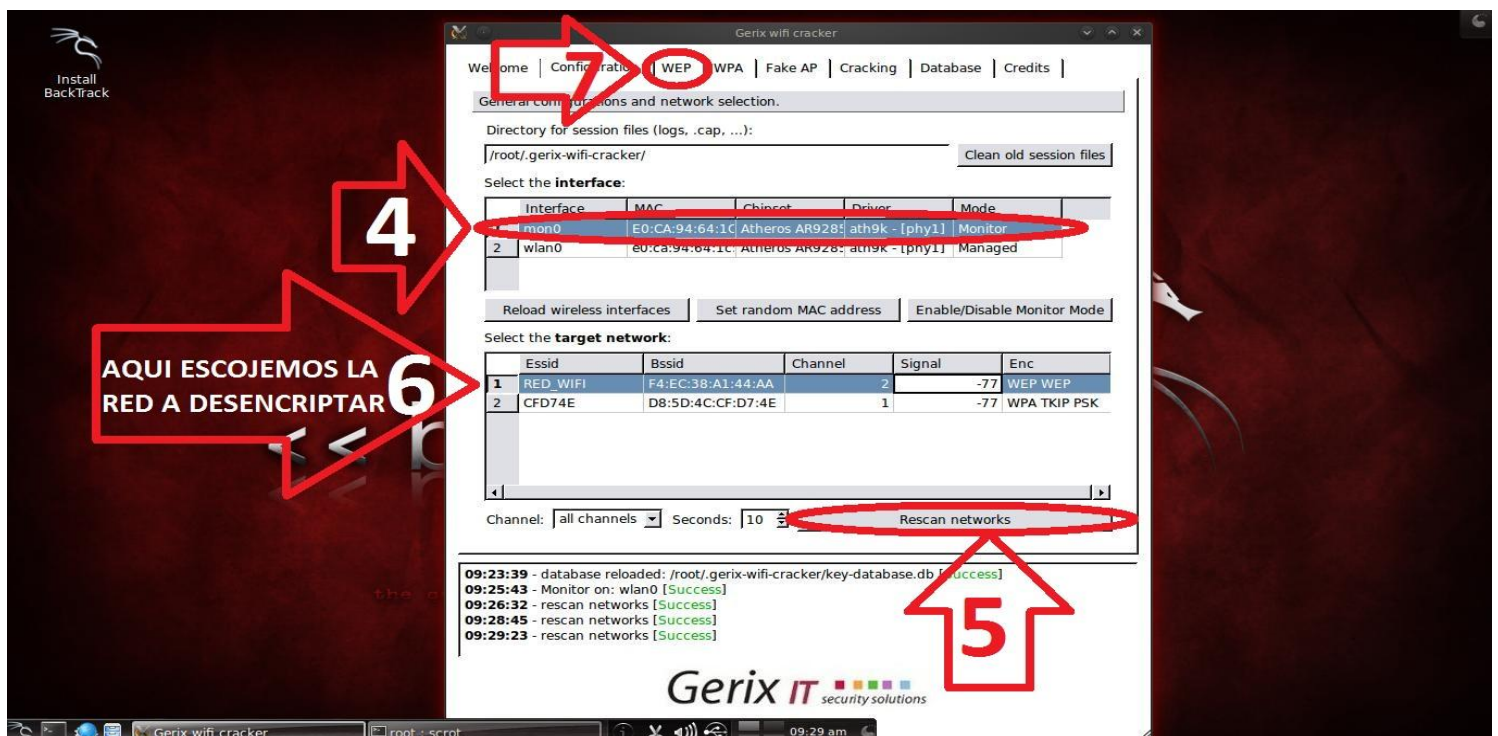 Install
BackTrack
Gerix wifi cracker
7
WEP
WPA
Fake AP
Cracking
Database
Credits
and network selection.
Directory for session files (logs, .cap, ...):
/root/.gerix-wifi-cracker/
Clean old session files
Select the interface:
Interface MAC Chipset Driver Mode
4
mon0 E0:CA:94:64:1C Atheros AR928 ath9k - [phy1] Monitor
2 wlan0 e0:ca:94:64:1c: Atheros AR928 ath9k - [phy1] Managed
Reload wireless interfaces
Set random MAC address
Enable/Disable Monitor Mode
Select the target network:
Essid Bssid Channel Signal Enc
AQUI ESCOJEMOS LA
RED A DESENCRIPTAR
6
1 RED_WIFI F4:EC:38:A1:44:AA 2 -77 WEP WEP
2 CFD74E D8:5D:4C:CF:D7:4E 1 -77 WPA TKIP PSK
<<
Channel: all channels Seconds: 10 Rescan networks
09:23:39 - database reloaded: /root/.gerix-wifi-cracker/key-database.db [Success]
09:25:43 - Monitor on: wlan0 [Success]
09:26:32 - rescan networks [Success]
09:28:45 - rescan networks [Success]
09:29:23 - rescan networks [Success]
5
Gerix IT security solutions
Gerix wifi cracker
root : scrot
09:29 am